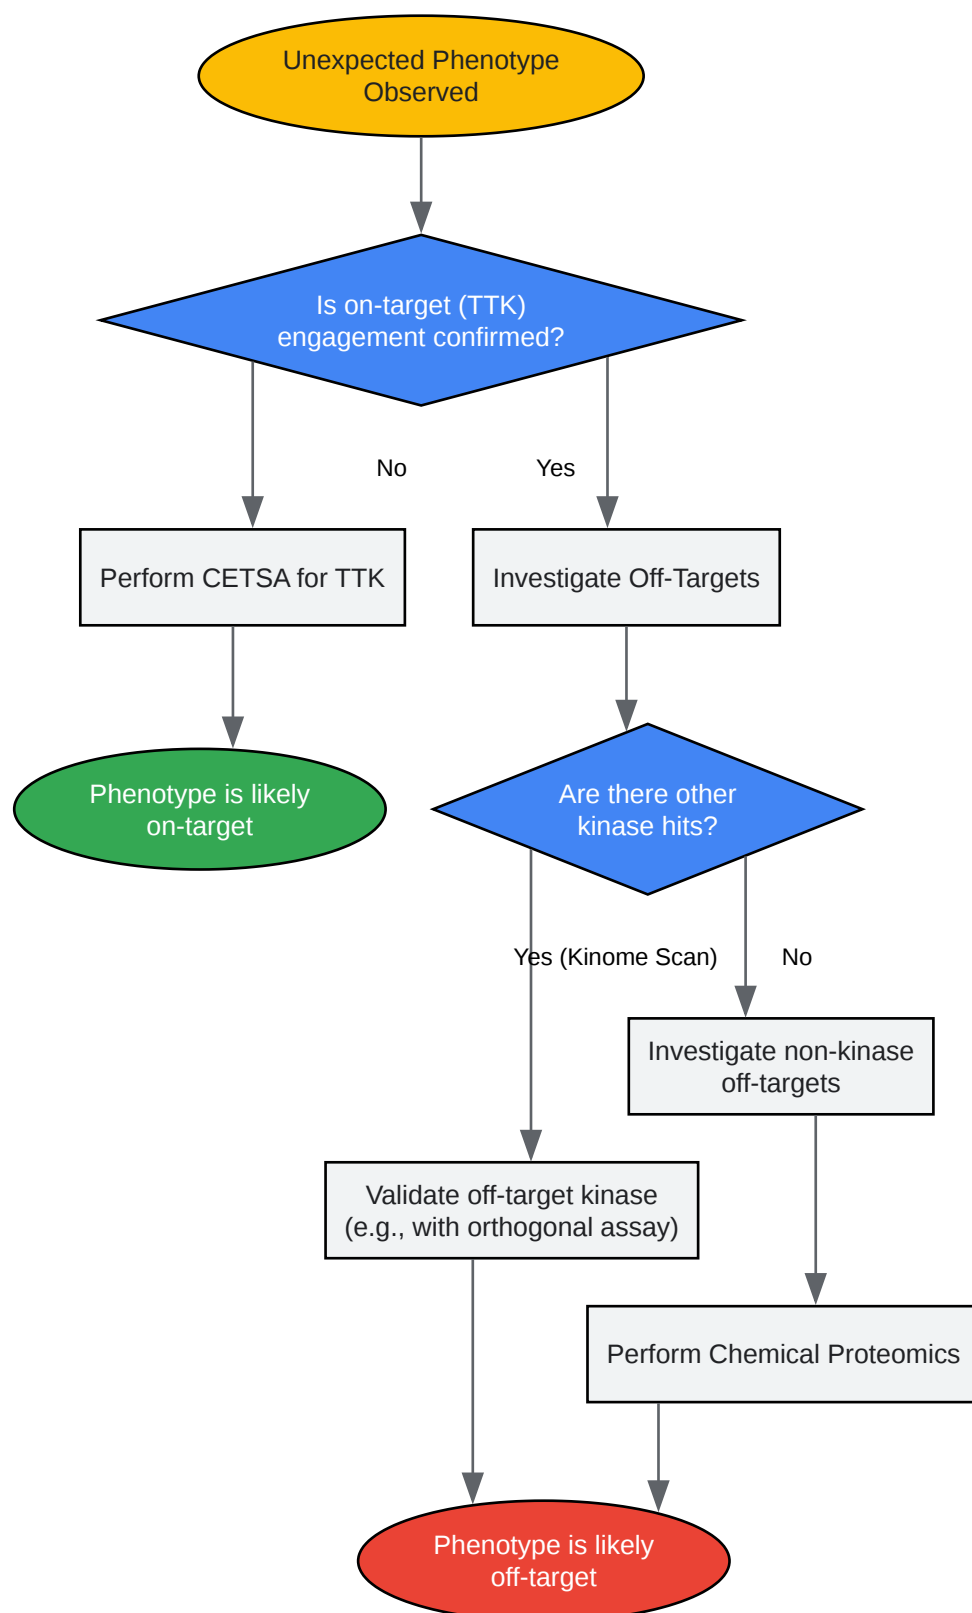 Unexpected Phenotype
Observed
Is on-target (TTK)
engagement confirmed?
No
Yes
Perform CETSA for TTK
Investigate Off-Targets
Phenotype is likely
on-target
Are there other
kinase hits?
Yes (Kinome Scan)
No
Investigate non-kinase
off-targets
Validate off-target kinase
(e.g., with orthogonal assay)
Perform Chemical Proteomics
Phenotype is likely
off-target